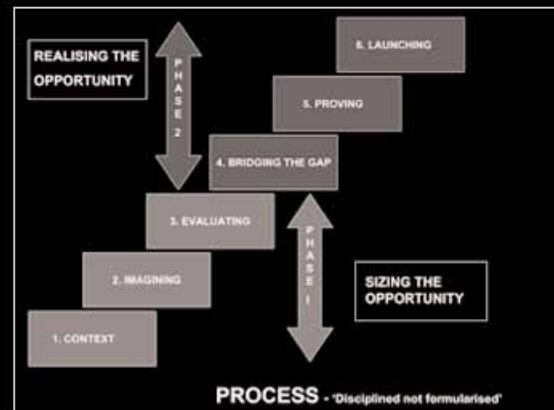 REALISING THE
OPPORTUNITY
PHASE 2
6. LAUNCHING
5. PROVING
4. BRIDGING THE GAP
3. EVALUATING
2. IMAGINING
1. CONTEXT
PHASE I
SIZING THE
OPPORTUNITY
PROCESS - 'Disciplined not formularised'